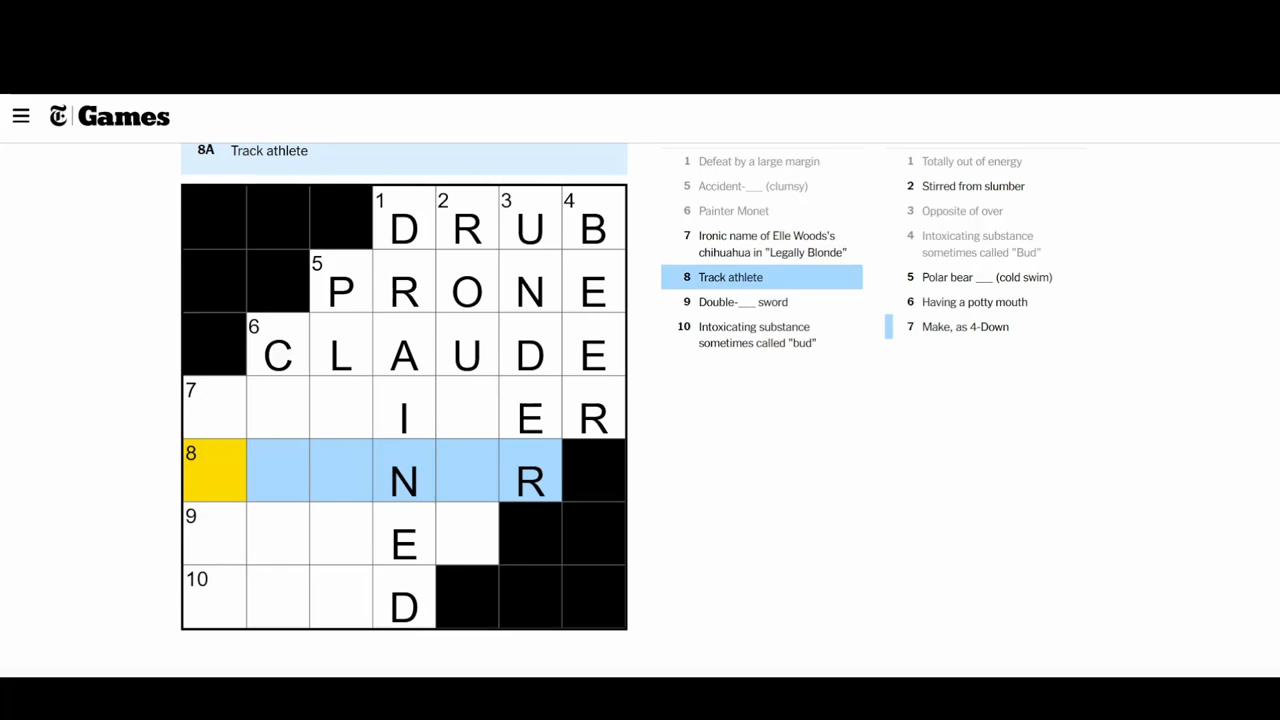 Games
8A Track athlete
1 D 2 R 3 U 4 B
5 P R O N E
6 C L A U D E
7 I E R
8 N R
9 E
10 D
1 Defeat by a large margin
5 Accident-___ (clumsy)
6 Painter Monet
7 Ironic name of Elle Woods's
chihuahua in "Legally Blonde"
8 Track athlete
9 Double-___ sword
10 Intoxicating substance
sometimes called "bud"
1 Totally out of energy
2 Stirred from slumber
3 Opposite of over
4 Intoxicating substance
sometimes called "Bud"
5 Polar bear ___ (cold swim)
6 Having a potty mouth
7 Make, as 4-Down